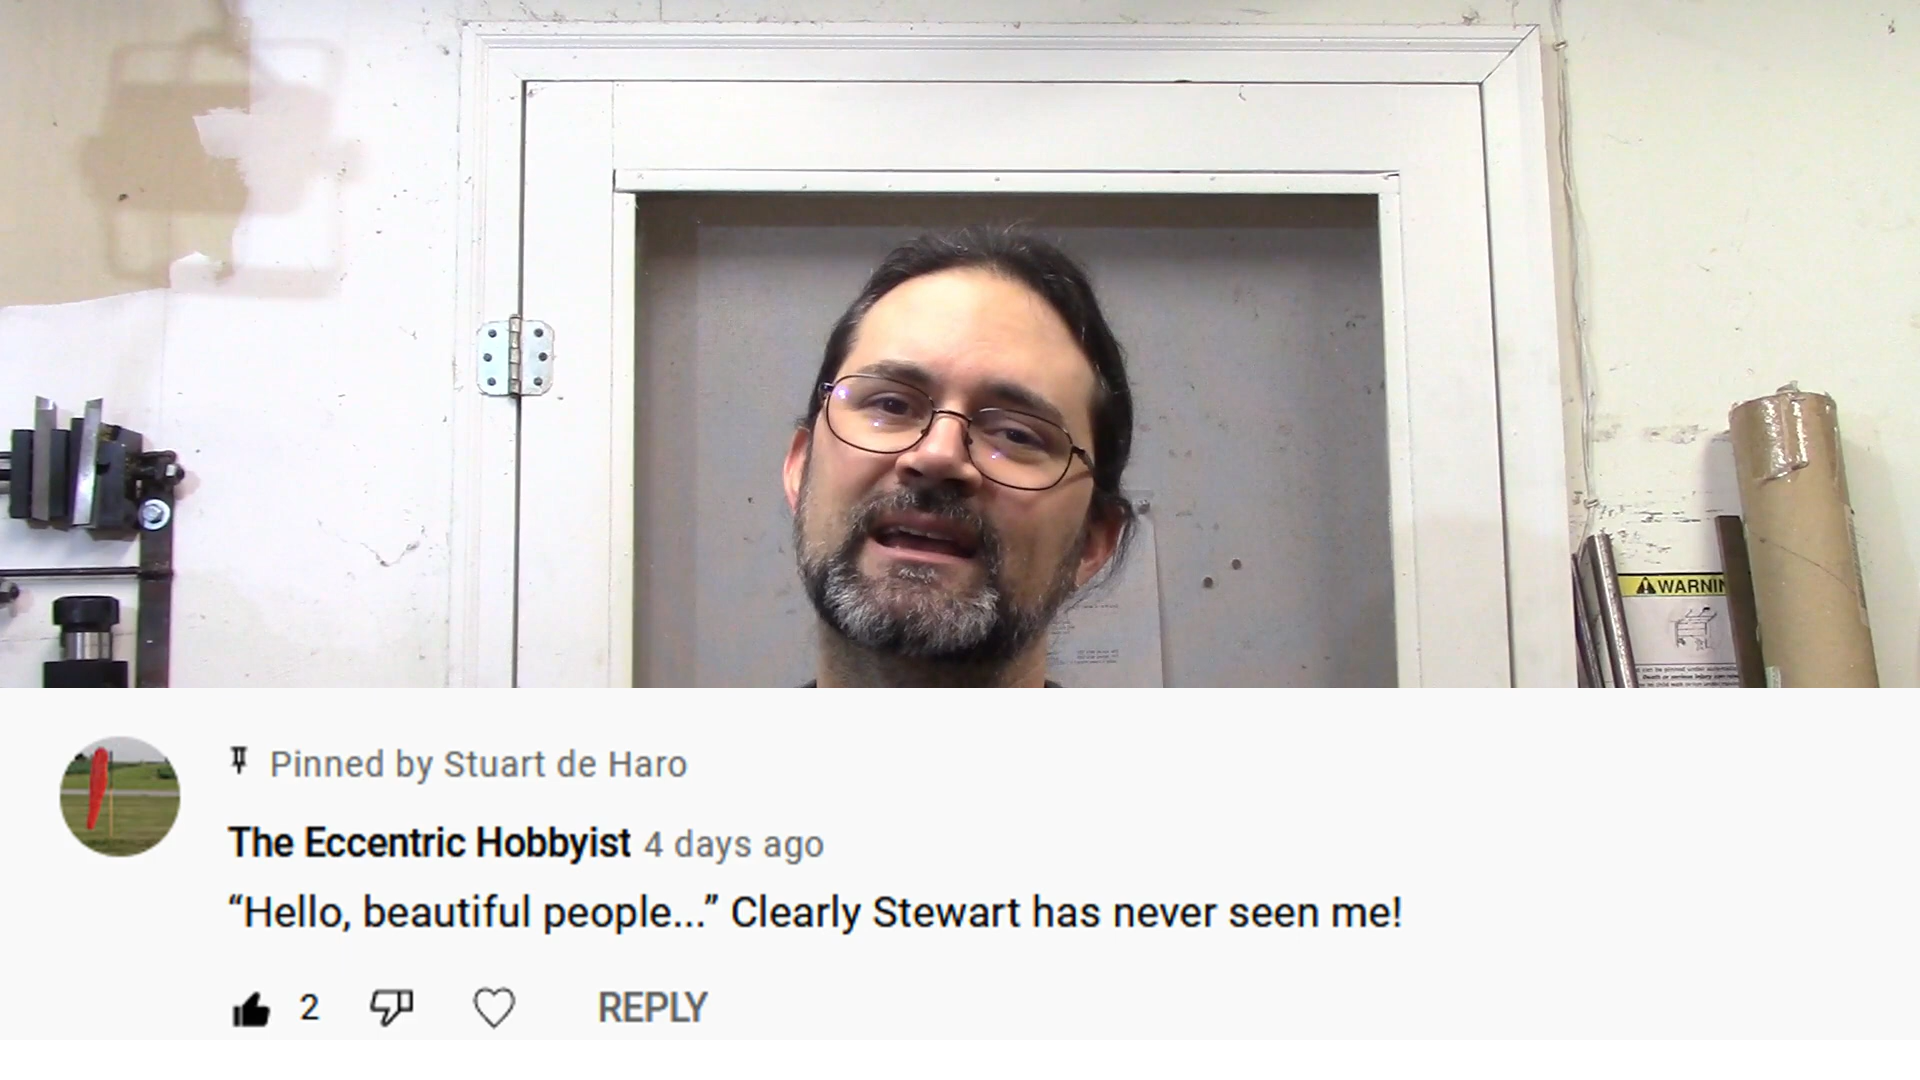 WARNIN
Pinned by Stuart de Haro
The Eccentric Hobbyist 4 days ago
“Hello, beautiful people...” Clearly Stewart has never seen me!
2
REPLY